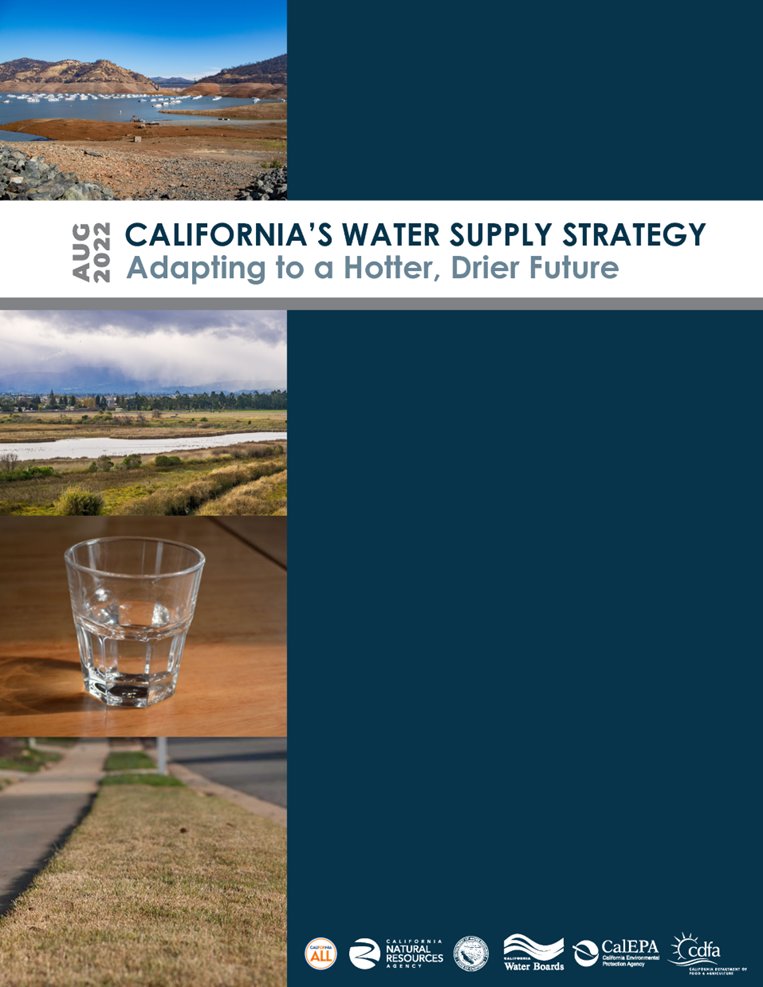 AUG
2022
CALIFORNIA'S WATER SUPPLY STRATEGY
Adapting to a Hotter, Drier Future
CALIFORNIA
ALL
CALIFORNIA
NATURAL
RESOURCES
AGENCY
CALIFORNIA
Water Boards
CalEPA
California Environmental
Protection Agency
cdfa
CALIFORNIA DEPARTMENT OF
FOOD & AGRICULTURE